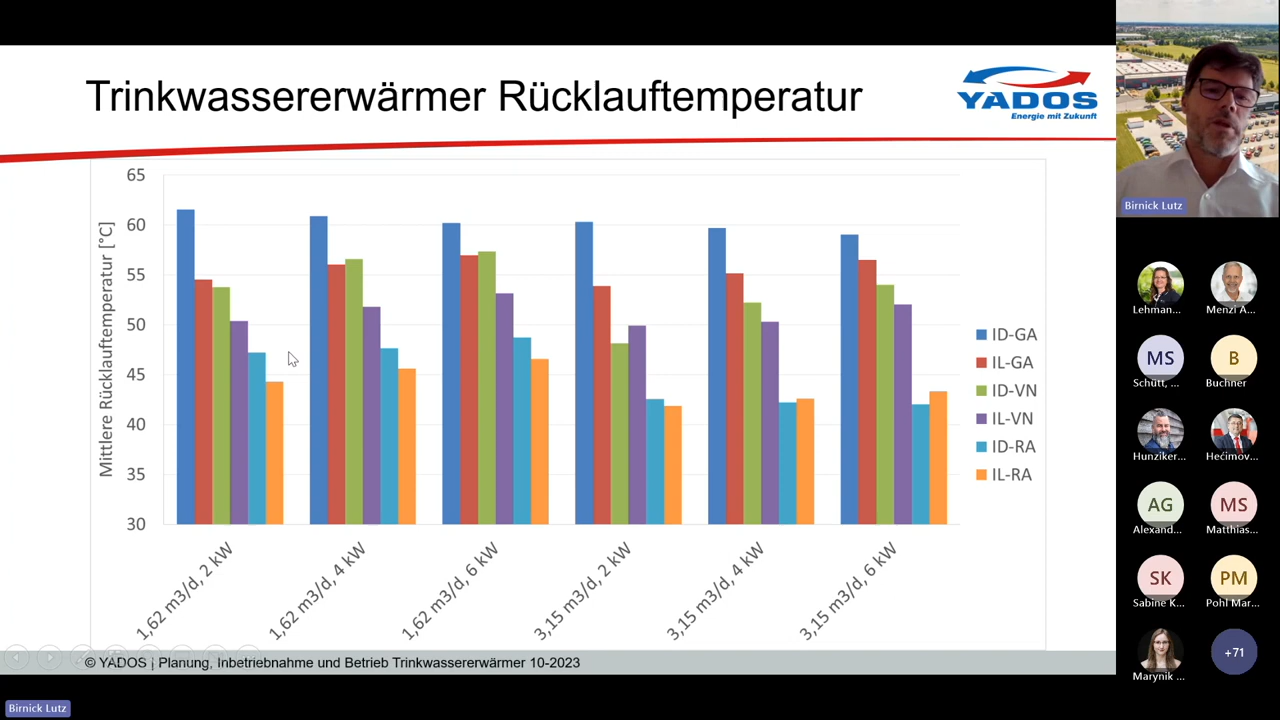 Trinkwassererwärmer Rücklauftemperatur
YADOS
Energie mit Zukunft
Mittlere Rücklauftemperatur [°C]
65
60
55
50
45
40
35
30
1,62 m3/d, 2 kW
1,62 m3/d, 4 kW
1,62 m3/d, 6 kW
3,15 m3/d, 2 kW
3,15 m3/d, 4 kW
3,15 m3/d, 6 kW
ID-GA
IL-GA
ID-VN
IL-VN
ID-RA
IL-RA
© YADOS | Planung, Inbetriebnahme und Betrieb Trinkwassererwärmer 10-2023
Birnick Lutz
Birnick Lutz
Lehman...
Menzi A...
MS
B
Schütt, ...
Buchner
Hunziker...
Hećimov...
AG
MS
Alexand...
Matthias...
SK
PM
Sabine K...
Pohl Mar...
Marynik ...
+71